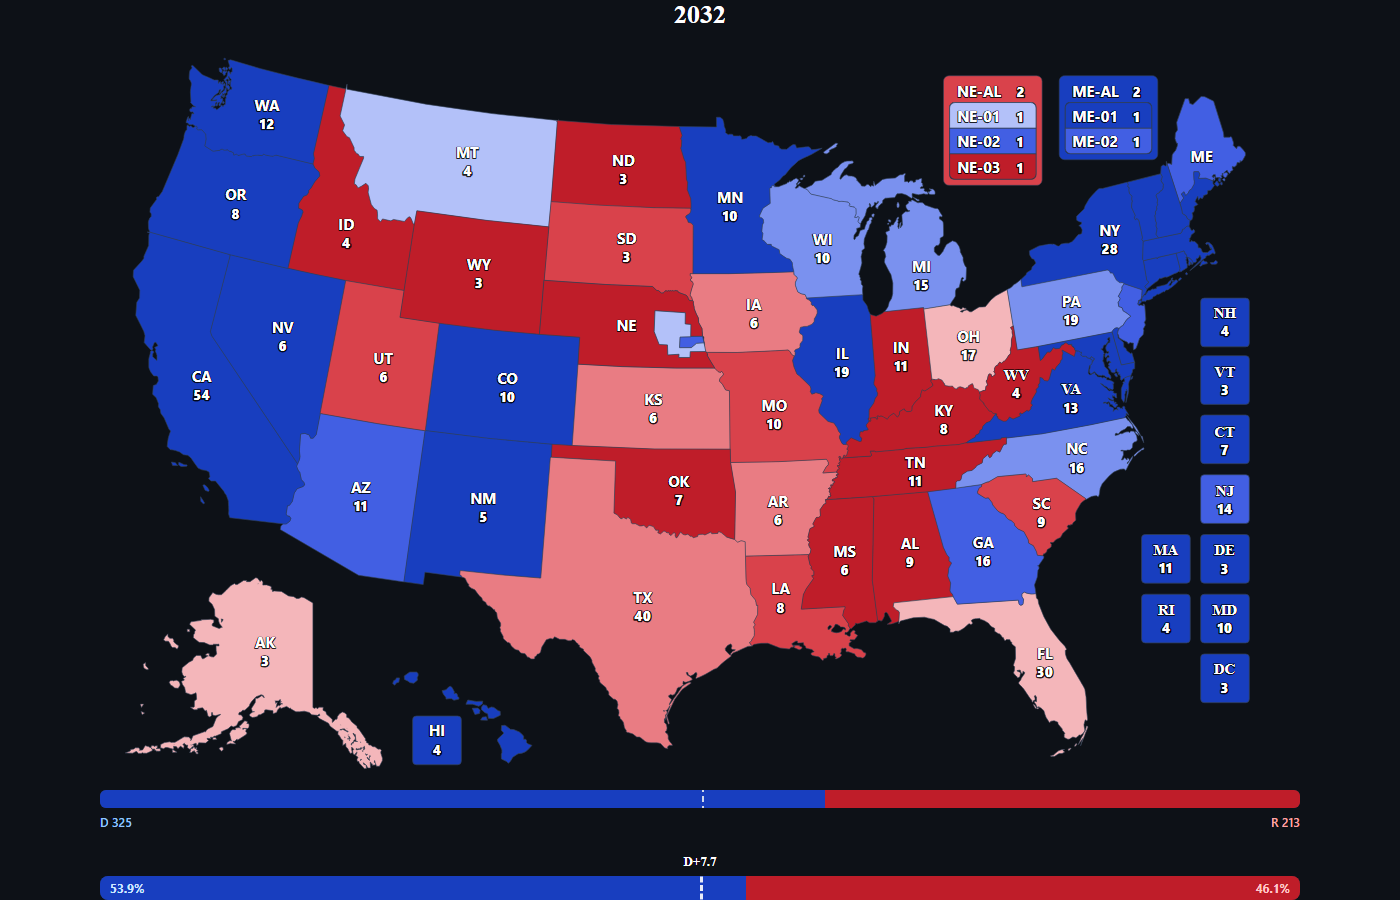 2032
WA
12
OR
8
CA
54
NV
6
ID
4
MT
4
WY
3
UT
6
AZ
11
CO
10
NM
5
ND
3
SD
3
NE
KS
6
OK
7
TX
40
MN
10
IA
6
MO
10
AR
6
LA
8
WI
10
IL
19
MI
15
IN
11
OH
17
KY
8
TN
11
MS
6
AL
9
GA
16
FL
30
SC
9
NC
16
VA
13
WV
4
PA
19
NY
28
ME
AK
3
HI
4
NE-AL 2
NE-01 1
NE-02 1
NE-03 1
ME-AL 2
ME-01 1
ME-02 1
NH
4
VT
3
CT
7
NJ
14
MA
11
DE
3
RI
4
MD
10
DC
3
D 325
R 213
D+7.7
53.9%
46.1%